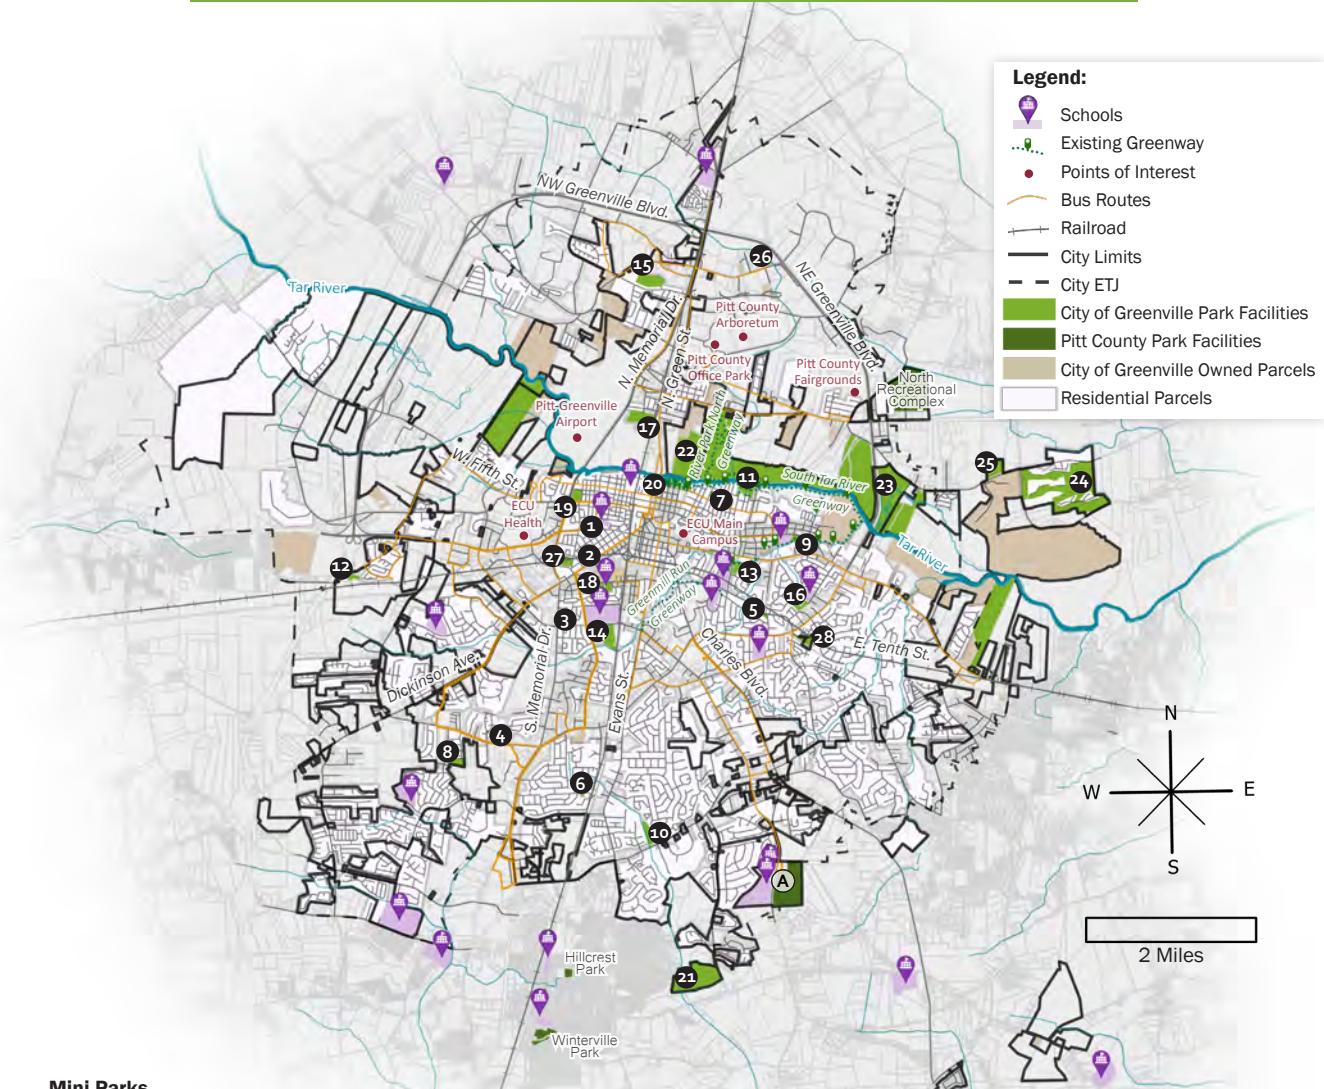 Legend:
Schools
Existing Greenway
Points of Interest
Bus Routes
Railroad
City Limits
City ETJ
City of Greenville Park Facilities
Pitt County Park Facilities
City of Greenville Owned Parcels
Residential Parcels
NW Greenville Blvd.
26
15
NE Greenville Blvd.
Tar River
Pitt County
Arboretum
N. Memorial Dr.
N. Green St.
Pitt County
Office Park
Pitt County
Fairgrounds
North
Recreational
Complex
Pitt-Greenville
Airport
17
River Park North
Greenway
22
W. Fifth St.
25
24
20
11
South Tar River
Greenway
23
7
19
ECU
Health
1
ECU Main
Campus
9
Tar River
27
2
12
13
18
Greenmill Run
Greenway
16
5
3
14
28
E. Tenth St.
Charles Blvd.
Dickinson Ave.
S. Memorial Dr.
Evans St.
4
8
6
10
A
N
W
E
S
2 Miles
Hillcrest
Park
21
Winterville
Park
Mini Parks